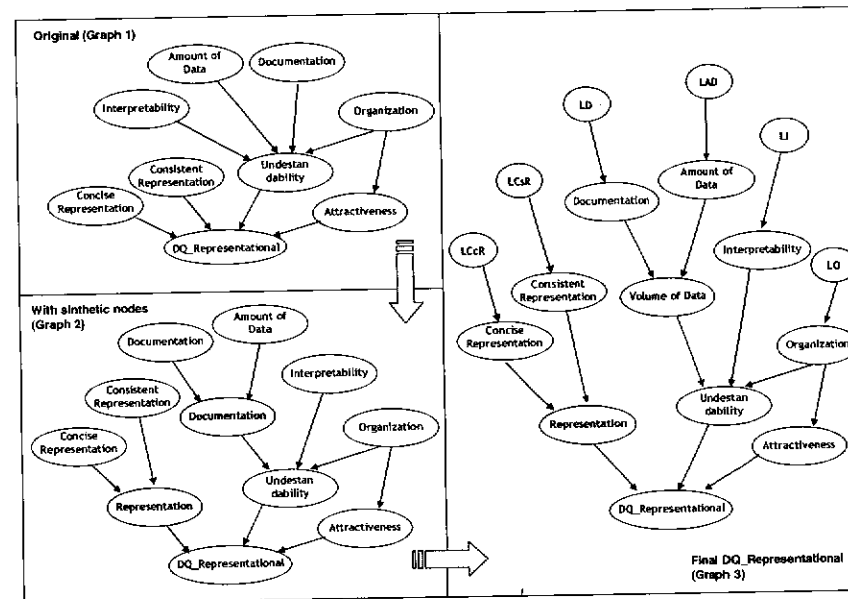 Original (Graph 1)
Amount of
Data
Documentation
Interpretability
Organization
Undestan
dability
Consistent
Representation
Concise
Representation
Attractiveness
DQ_Representational
With sinthetic nodes
(Graph 2)
Amount of
Data
Documentation
Interpretability
Consistent
Representation
Documentation
Organization
Concise
Representation
Undestan
dability
Representation
Attractiveness
DQ_Representational
LAD
LD
LI
LCsR
Amount of
Data
Documentation
LCcR
Interpretability
LO
Consistent
Representation
Volume of Data
Concise
Representation
Organization
Undestan
dability
Representation
Attractiveness
DQ_Representational
Final DQ_Representational
(Graph 3)